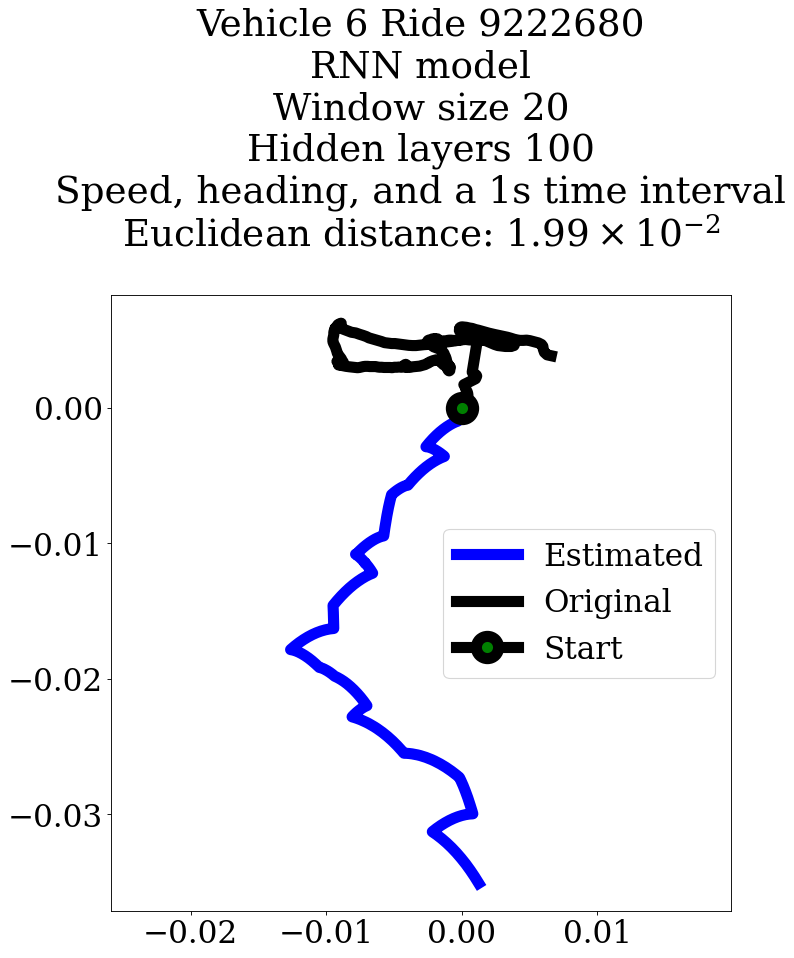 Vehicle 6 Ride 9222680
RNN model
Window size 20
Hidden layers 100
Speed, heading, and a 1s time interval
Euclidean distance: 1.99 × 10⁻²
0.00
−0.01
−0.02
−0.03
Estimated
Original
Start
−0.02 −0.01 0.00 0.01